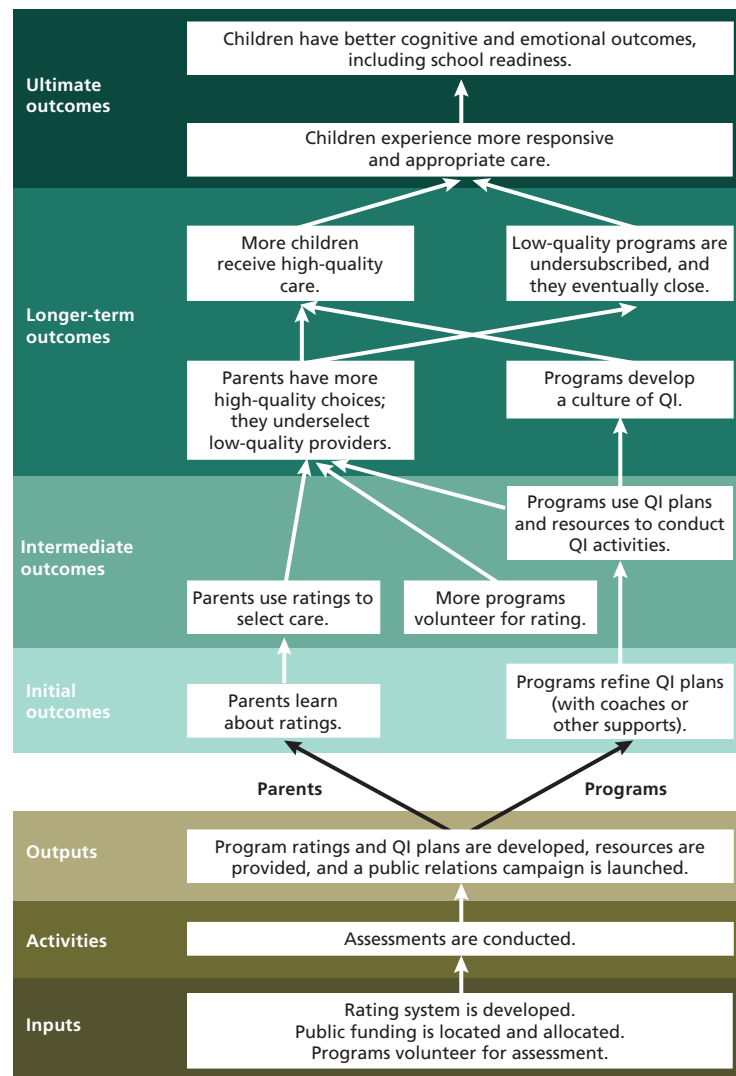 Ultimate
outcomes
Children have better cognitive and emotional outcomes,
including school readiness.
Children experience more responsive
and appropriate care.
Longer-term
outcomes
More children
receive high-quality
care.
Low-quality programs are
undersubscribed, and
they eventually close.
Parents have more
high-quality choices;
they underselect
low-quality providers.
Programs develop
a culture of QI.
Intermediate
outcomes
Programs use QI plans
and resources to conduct
QI activities.
Parents use ratings to
select care.
More programs
volunteer for rating.
Initial
outcomes
Parents learn
about ratings.
Programs refine QI plans
(with coaches or
other supports).
Parents
Programs
Outputs
Program ratings and QI plans are developed, resources are
provided, and a public relations campaign is launched.
Activities
Assessments are conducted.
Inputs
Rating system is developed.
Public funding is located and allocated.
Programs volunteer for assessment.